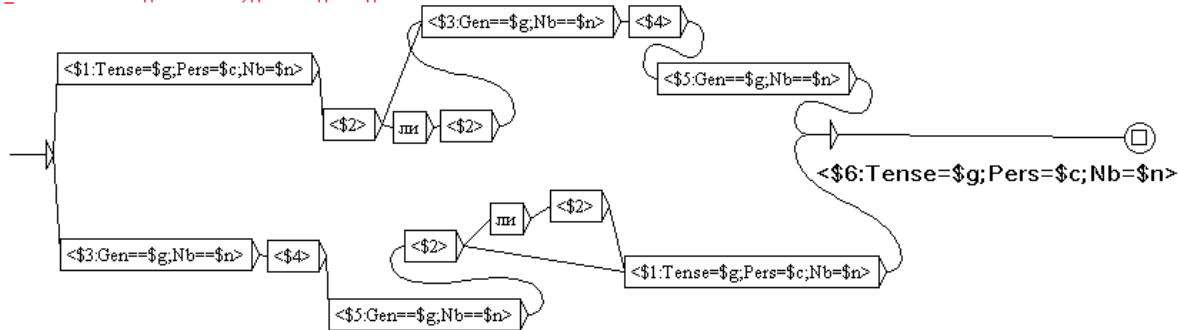 <$3:Gen==$g;Nb==$n> <$4>
<$1:Tense=$g;Pers=$c;Nb=$n>
<$5:Gen==$g;Nb==$n>
<$2> ли <$2>
<$6:Tense=$g;Pers=$c;Nb=$n>
ли <$2>
<$2>
<$3:Gen==$g;Nb==$n> <$4>
<$1:Tense=$g;Pers=$c;Nb=$n>
<$5:Gen==$g;Nb==$n>